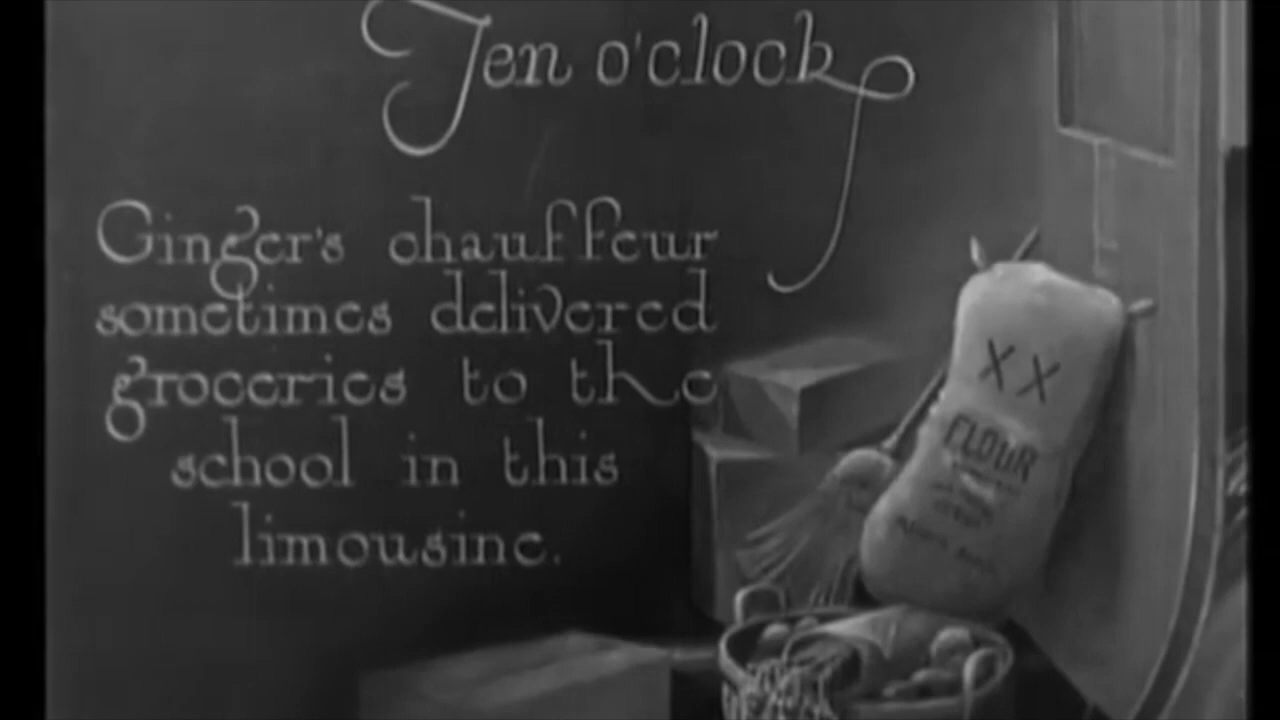 Ten o'clock
Ginger's chauffeur
sometimes delivered
groceries to the
school in this
limousine.
X X
FLOUR